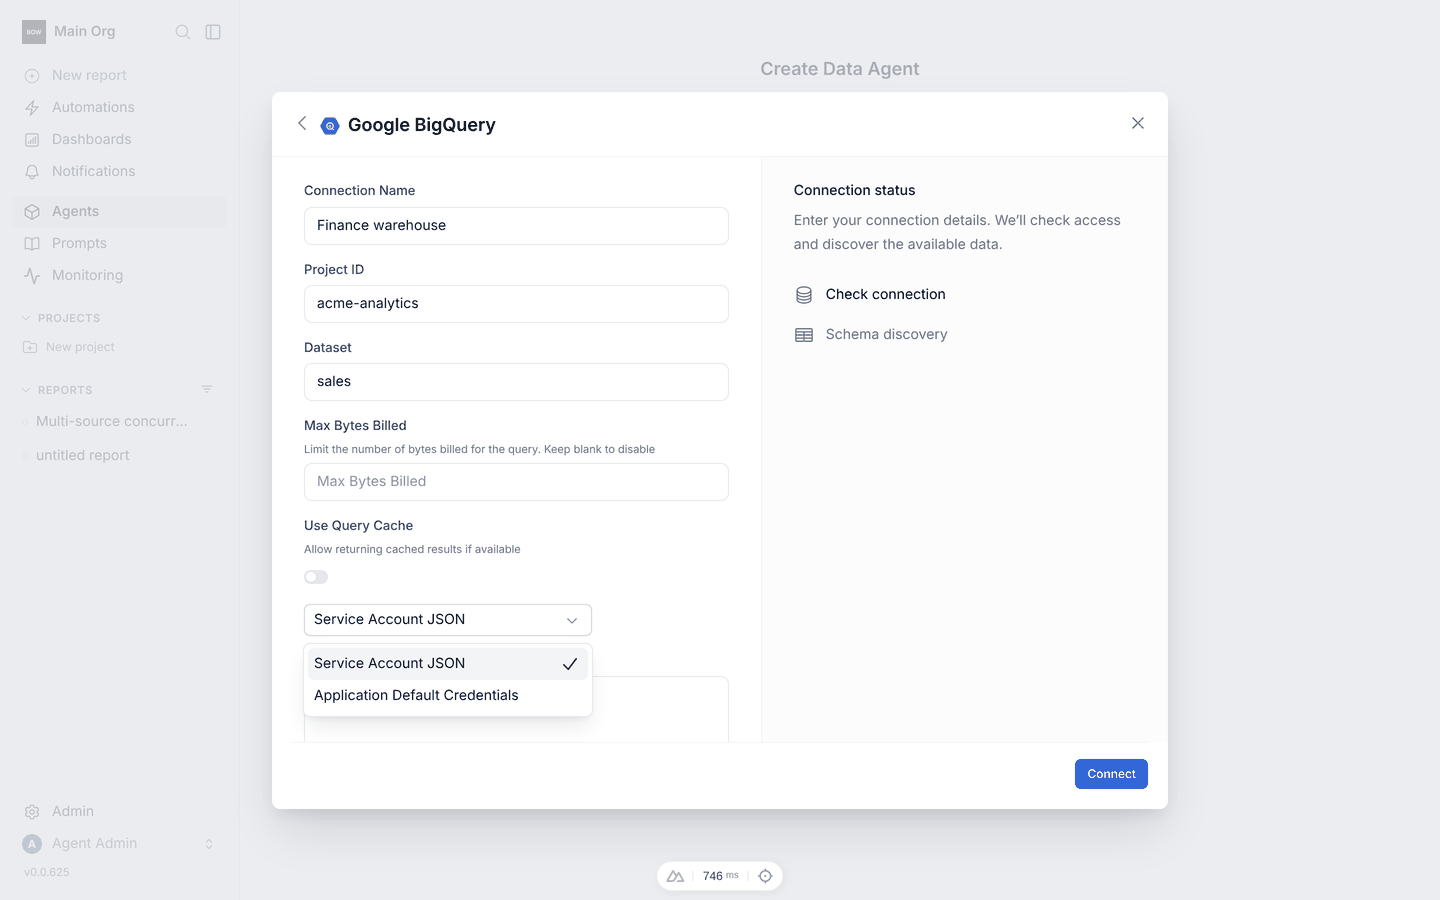 BOW
Main Org
New report
Automations
Dashboards
Notifications
Agents
Prompts
Monitoring
PROJECTS
New project
REPORTS
Multi-source concurr...
untitled report
Admin
A
Agent Admin
v0.0.625
Create Data Agent
Google BigQuery
Connection Name
Finance warehouse
Project ID
acme-analytics
Dataset
sales
Max Bytes Billed
Limit the number of bytes billed for the query. Keep blank to disable
Max Bytes Billed
Use Query Cache
Allow returning cached results if available
Service Account JSON
Service Account JSON
Application Default Credentials
Connection status
Enter your connection details. We'll check access
and discover the available data.
Check connection
Schema discovery
Connect
746 ms